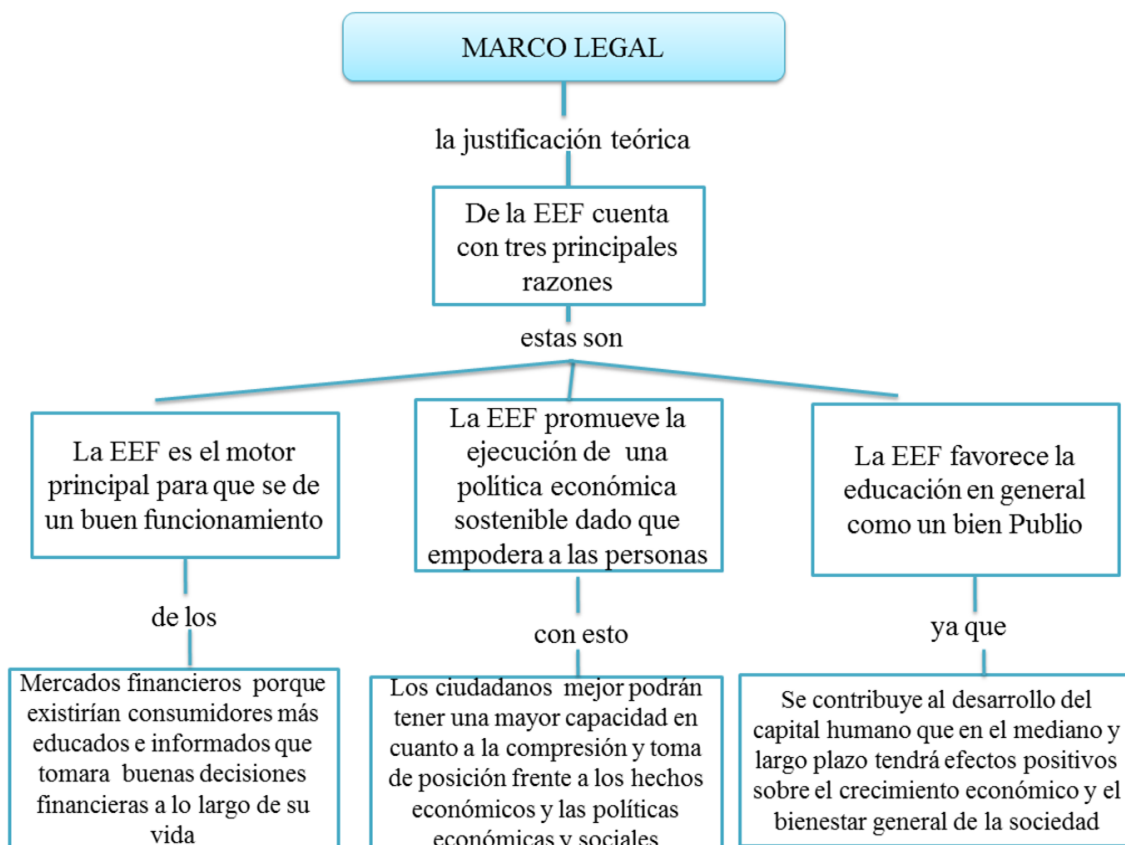 MARCO LEGAL
la justificación teórica
De la EEF cuenta
con tres principales
razones
estas son
La EEF es el motor
principal para que se de
un buen funcionamiento
La EEF promueve la
ejecución de una
política económica
sostenible dado que
empodera a las personas
La EEF favorece la
educación en general
como un bien Publio
de los
con esto
ya que
Mercados financieros porque
existirían consumidores más
educados e informados que
tomara buenas decisiones
financieras a lo largo de su
vida
Los ciudadanos mejor podrán
tener una mayor capacidad en
cuanto a la compresión y toma
de posición frente a los hechos
económicos y las políticas
económicas y sociales
Se contribuye al desarrollo del
capital humano que en el mediano y
largo plazo tendrá efectos positivos
sobre el crecimiento económico y el
bienestar general de la sociedad